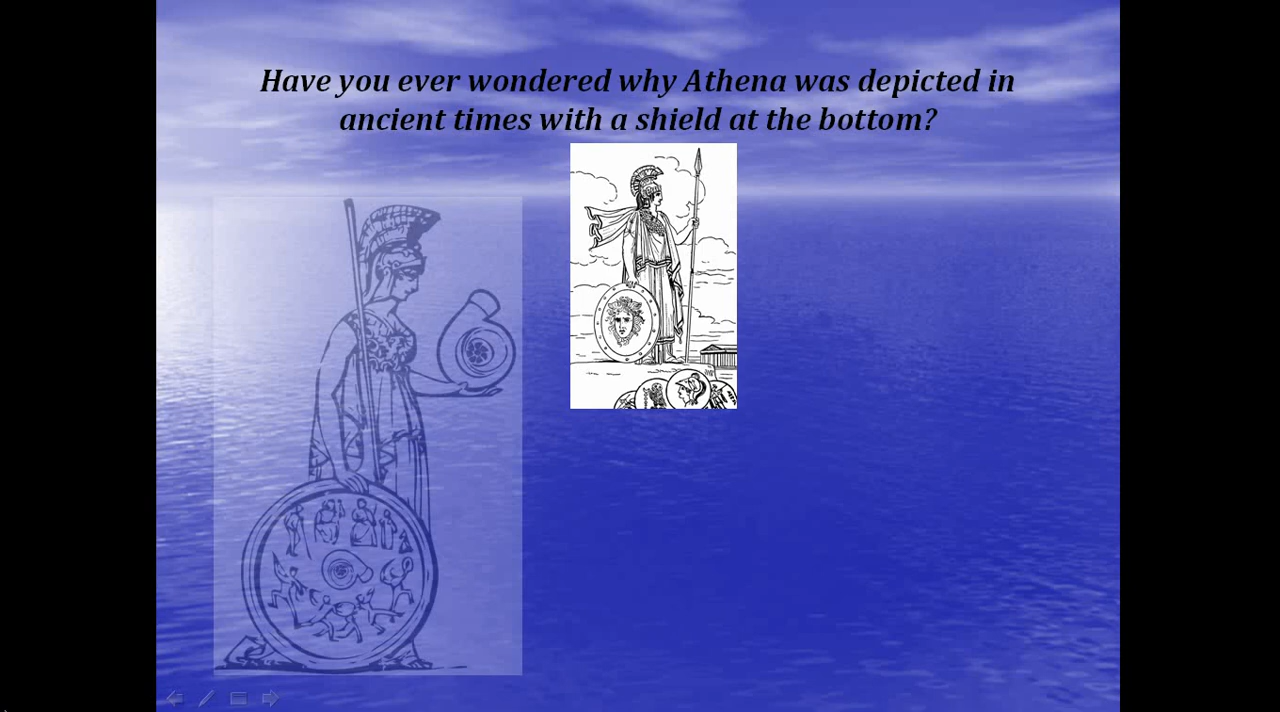 Have you ever wondered why Athena was depicted in
ancient times with a shield at the bottom?